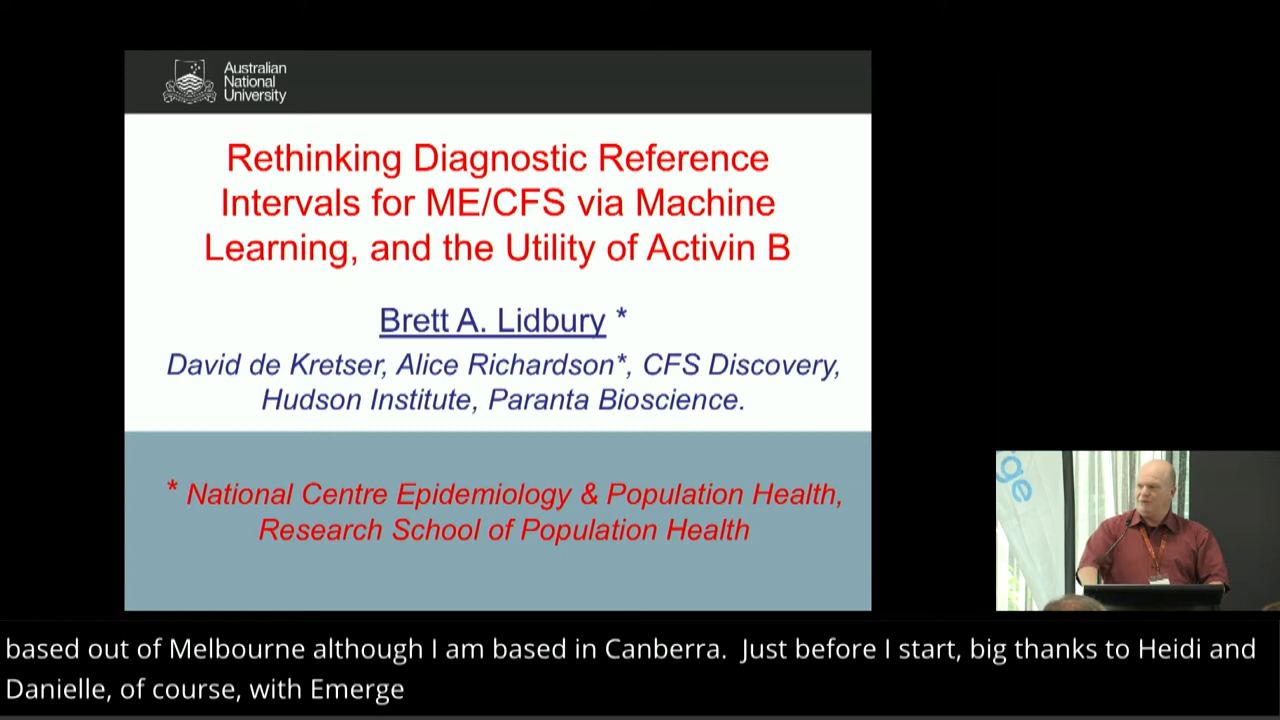 Australian
National
University
Rethinking Diagnostic Reference
Intervals for ME/CFS via Machine
Learning, and the Utility of Activin B
Brett A. Lidbury *
David de Kretser, Alice Richardson*, CFS Discovery,
Hudson Institute, Paranta Bioscience.
* National Centre Epidemiology & Population Health,
Research School of Population Health
rge
based out of Melbourne although I am based in Canberra. Just before I start, big thanks to Heidi and
Danielle, of course, with Emerge